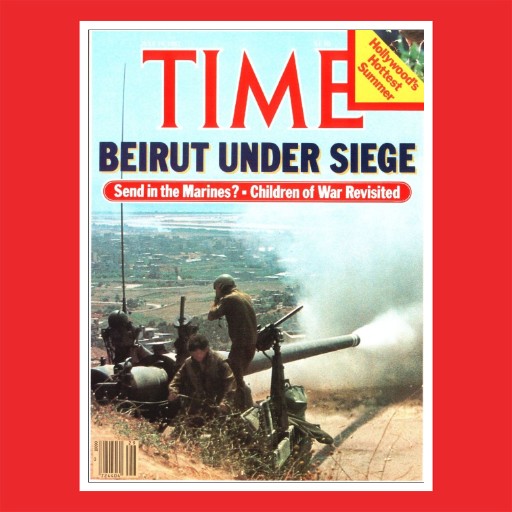 TIME
Hollywood's
Hottest
Summer
BEIRUT UNDER SIEGE
Send in the Marines? • Children of War Revisited